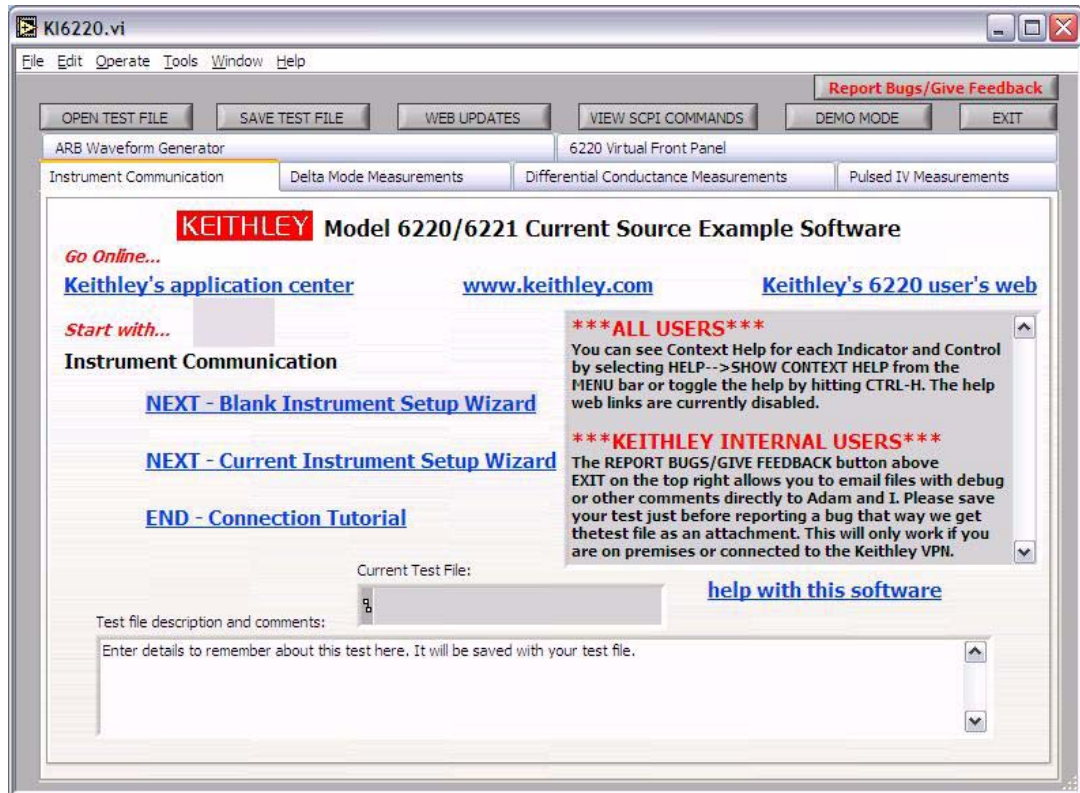 KI6220.vi
File Edit Operate Tools Window Help
Report Bugs/Give Feedback
OPEN TEST FILE SAVE TEST FILE WEB UPDATES VIEW SCPI COMMANDS DEMO MODE EXIT
ARB Waveform Generator 6220 Virtual Front Panel
Instrument Communication Delta Mode Measurements Differential Conductance Measurements Pulsed IV Measurements
KEITHLEY Model 6220/6221 Current Source Example Software
Go Online...
Keithley's application center www.keithley.com Keithley's 6220 user's web
Start with...
Instrument Communication
NEXT - Blank Instrument Setup Wizard
NEXT - Current Instrument Setup Wizard
END - Connection Tutorial
***ALL USERS***
You can see Context Help for each Indicator and Control
by selecting HELP-->SHOW CONTEXT HELP from the
MENU bar or toggle the help by hitting CTRL-H. The help
web links are currently disabled.
***KEITHLEY INTERNAL USERS***
The REPORT BUGS/GIVE FEEDBACK button above
EXIT on the top right allows you to email files with debug
or other comments directly to Adam and I. Please save
your test just before reporting a bug that way we get
thetest file as an attachment. This will only work if you
are on premises or connected to the Keithley VPN.
Current Test File:
help with this software
Test file description and comments:
Enter details to remember about this test here. It will be saved with your test file.